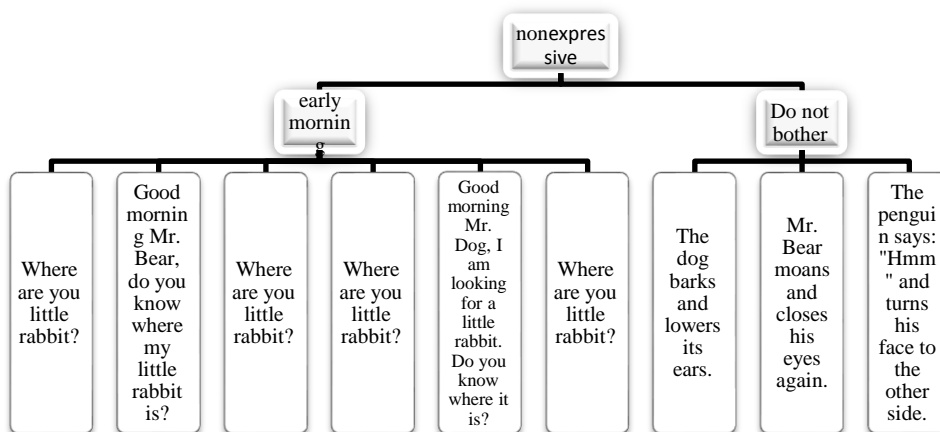 nonexpres
sive
early
mornin
g
Do not
bother
Where
are you
little
rabbit?
Good
mornin
g Mr.
Bear,
do you
know
where
my
little
rabbit
is?
Where
are you
little
rabbit?
Where
are you
little
rabbit?
Good
morning
Mr.
Dog, I
am
looking
for a
little
rabbit.
Do you
know
where it
is?
Where
are you
little
rabbit?
The
dog
barks
and
lowers
its
ears.
Mr.
Bear
moans
and
closes
his
eyes
again.
The
pengui
n says:
"Hmm
" and
turns
his
face to
the
other
side.